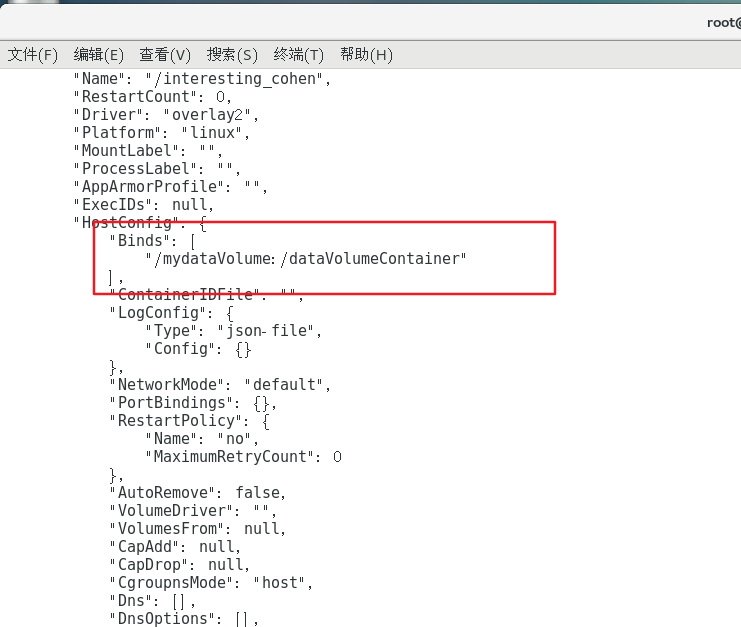 root@
文件(F) 编辑(E) 查看(V) 搜索(S) 终端(T) 帮助(H)
"Name": "/interesting_cohen",
"RestartCount": 0,
"Driver": "overlay2",
"Platform": "linux",
"MountLabel": "",
"ProcessLabel": "",
"AppArmorProfile": "",
"ExecIDs": null,
"HostConfig": {
"Binds": [
"/mydataVolume:/dataVolumeContainer"
],
"ContainerIDFile": "",
"LogConfig": {
"Type": "json-file",
"Config": {}
},
"NetworkMode": "default",
"PortBindings": {},
"RestartPolicy": {
"Name": "no",
"MaximumRetryCount": 0
},
"AutoRemove": false,
"VolumeDriver": "",
"VolumesFrom": null,
"CapAdd": null,
"CapDrop": null,
"CgroupnsMode": "host",
"Dns": [],
"DnsOptions": [],